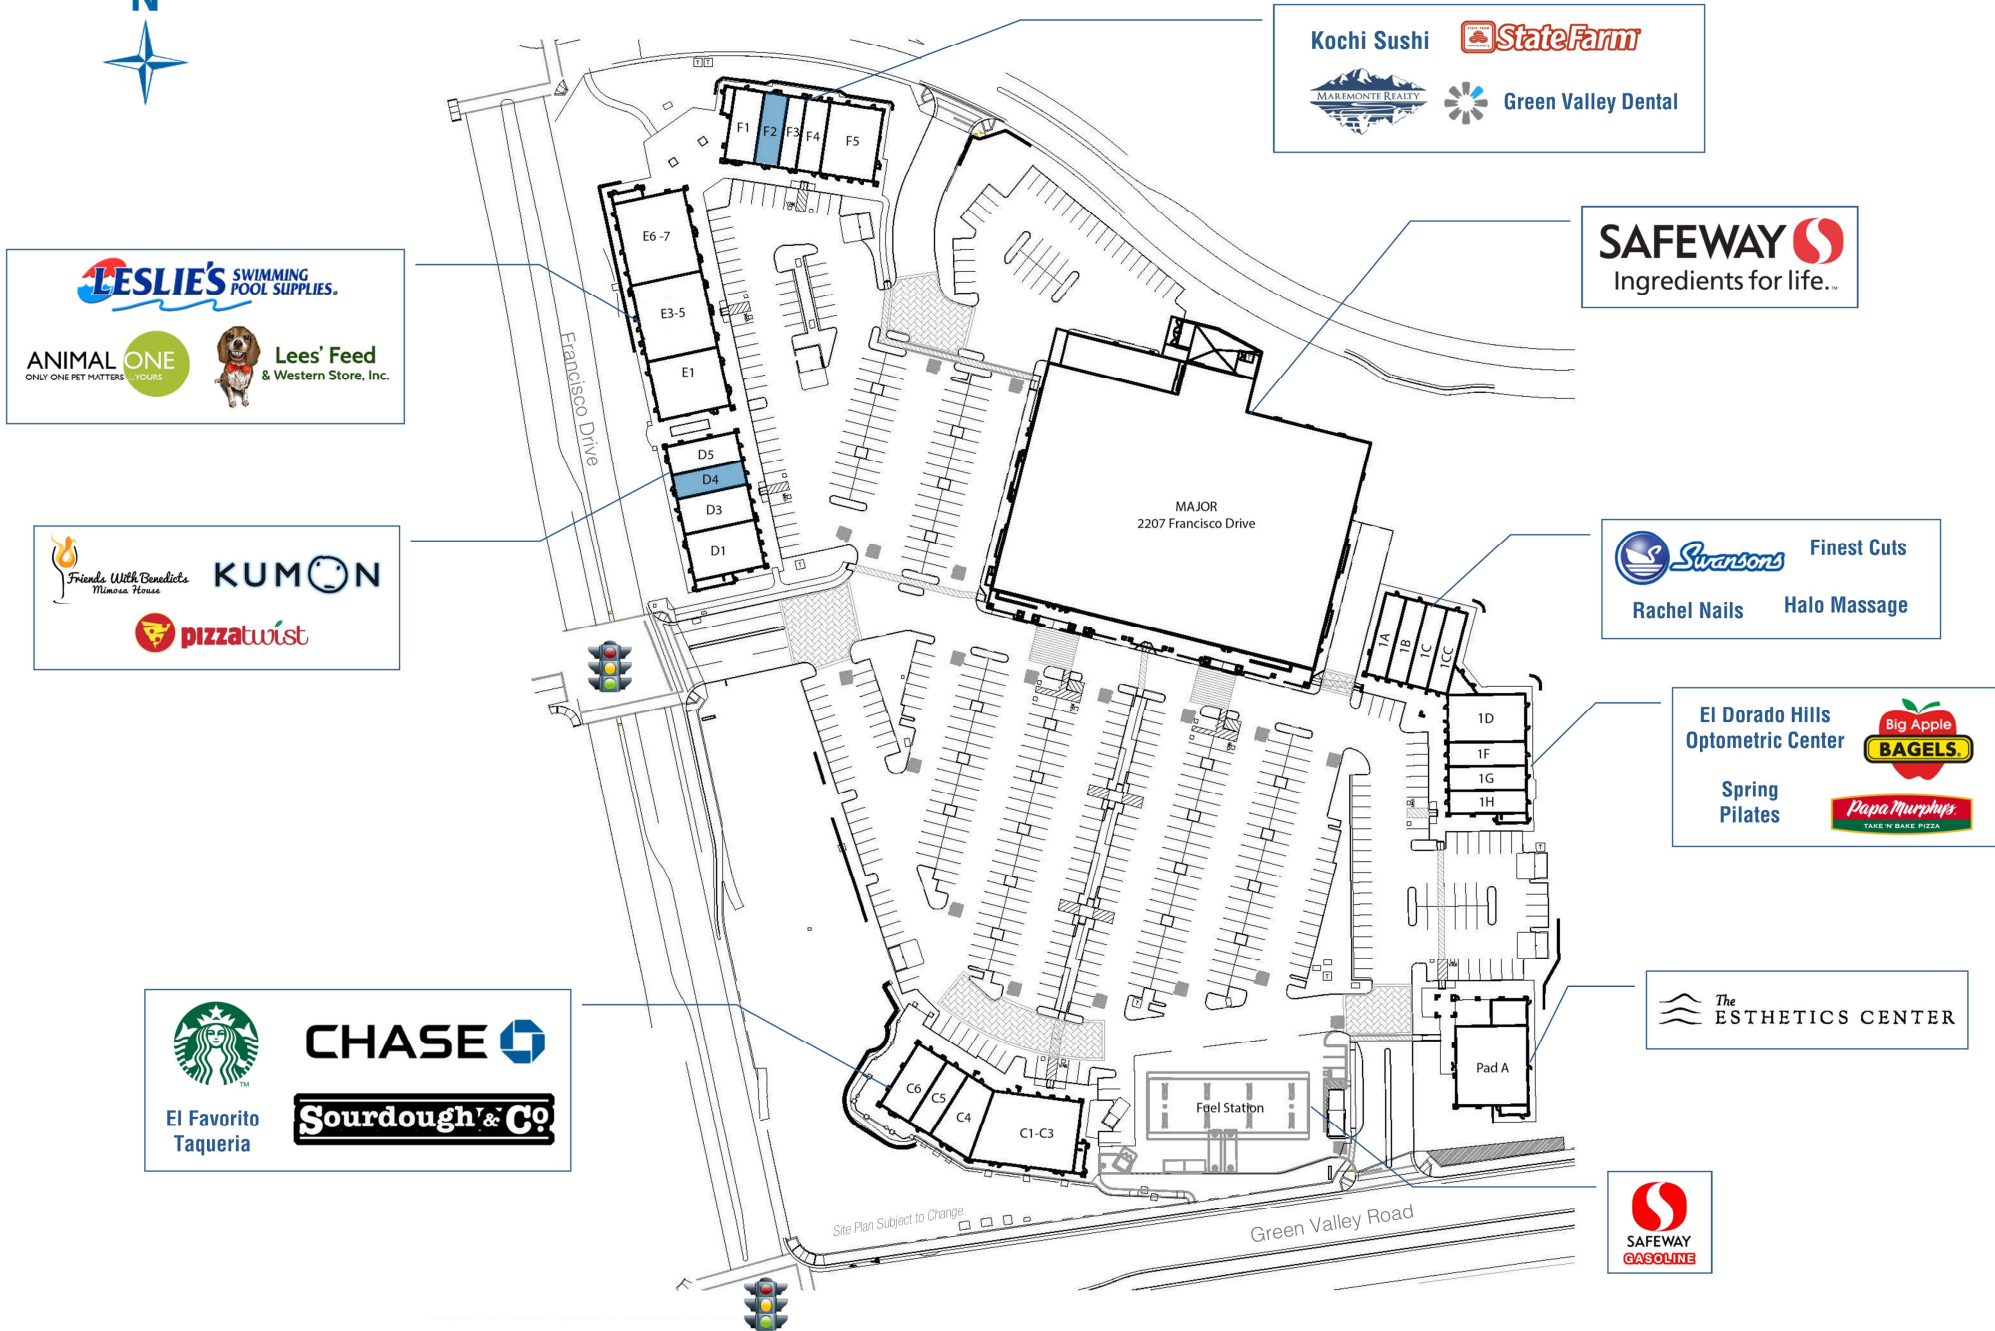 N
Kochi Sushi
STATE FARM
StateFarm
MAREMONTE REALTY
Green Valley Dental
F1
F2
F3
F4
F5
E6 -7
E3-5
E1
SAFEWAY
Ingredients for life.™
LESLIE'S SWIMMING
POOL SUPPLIES.
ANIMAL ONE
ONLY ONE PET MATTERS ...YOURS
Lees' Feed
& Western Store, Inc.
Francisco Drive
D5
D4
D3
D1
MAJOR
2207 Francisco Drive
Friends With Benedicts
Mimosa House
KUMON
pizzatwist
Swansons
Finest Cuts
Rachel Nails
Halo Massage
1A
1B
1C
1CC
1D
1F
1G
1H
El Dorado Hills
Optometric Center
Big Apple
BAGELS.
Spring
Pilates
Papa Murphy's
TAKE 'N' BAKE PIZZA
The
ESTHETICS CENTER
Pad A
TM
CHASE
El Favorito
Taqueria
Sourdough & Co
C6
C5
C4
C1-C3
Fuel Station
Site Plan Subject to Change
Green Valley Road
SAFEWAY
GASOLINE